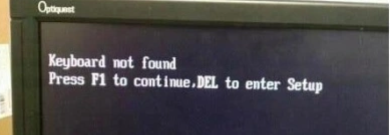 Optiquest
Keyboard not found
Press F1 to continue,DEL to enter Setup